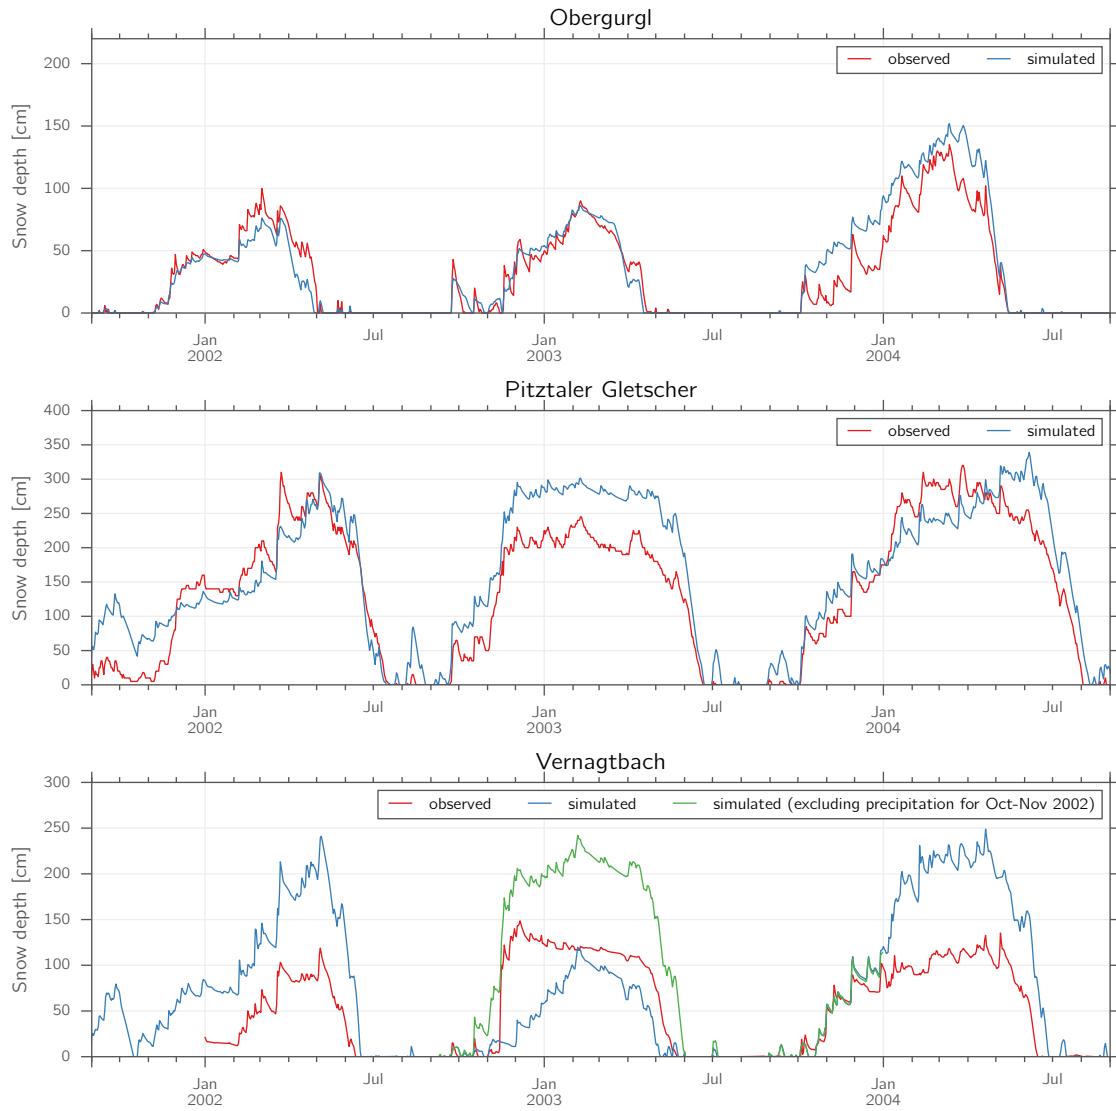 Obergurgl
observed simulated
Snow depth [cm]
200
150
100
50
0
Jan Jul Jan Jul Jan Jul
2002 2003 2004
Pitztaler Gletscher
observed simulated
Snow depth [cm]
400
350
300
250
200
150
100
50
0
Jan Jul Jan Jul Jan Jul
2002 2003 2004
Vernagtbach
observed simulated simulated (excluding precipitation for Oct-Nov 2002)
Snow depth [cm]
300
250
200
150
100
50
0
Jan Jul Jan Jul Jan Jul
2002 2003 2004